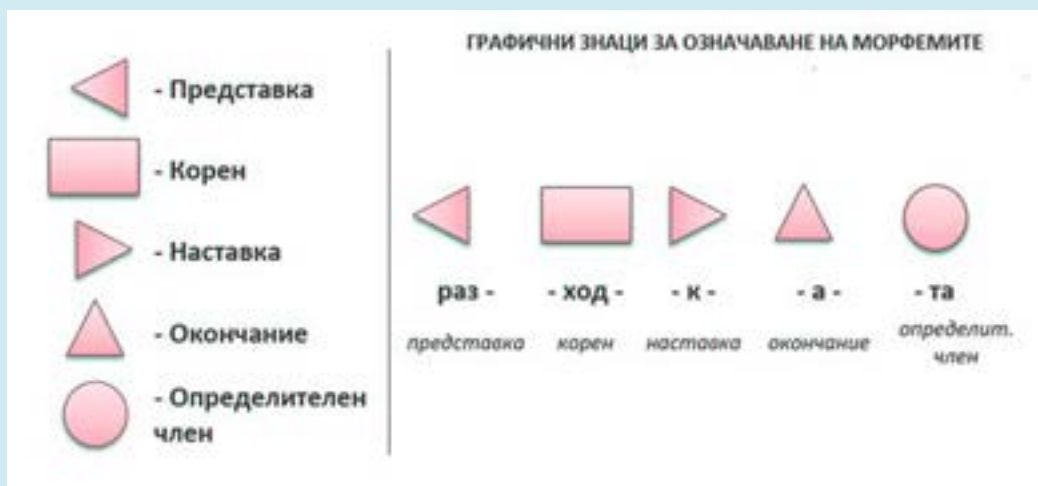 ГРАФИЧНИ ЗНАЦИ ЗА ОЗНАЧАВАНЕ НА МОРФЕМИТЕ
- Представка
- Корен
- Наставка
- Окончание
- Определителен
член
раз - - ход - - к - - а - - та
представка корен наставка окончание определит.
член